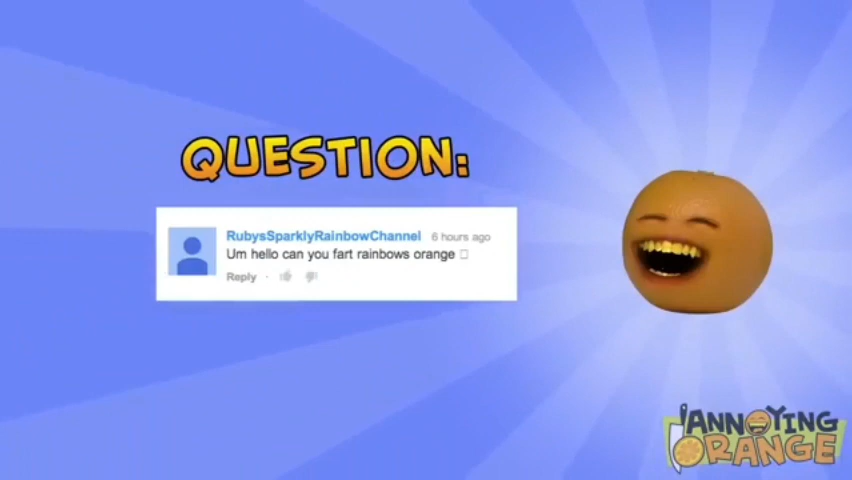 QUESTION:
RubysSparklyRainbowChannel 6 hours ago
Um hello can you fart rainbows orange □
Reply ·
ANNOYING
ORANGE